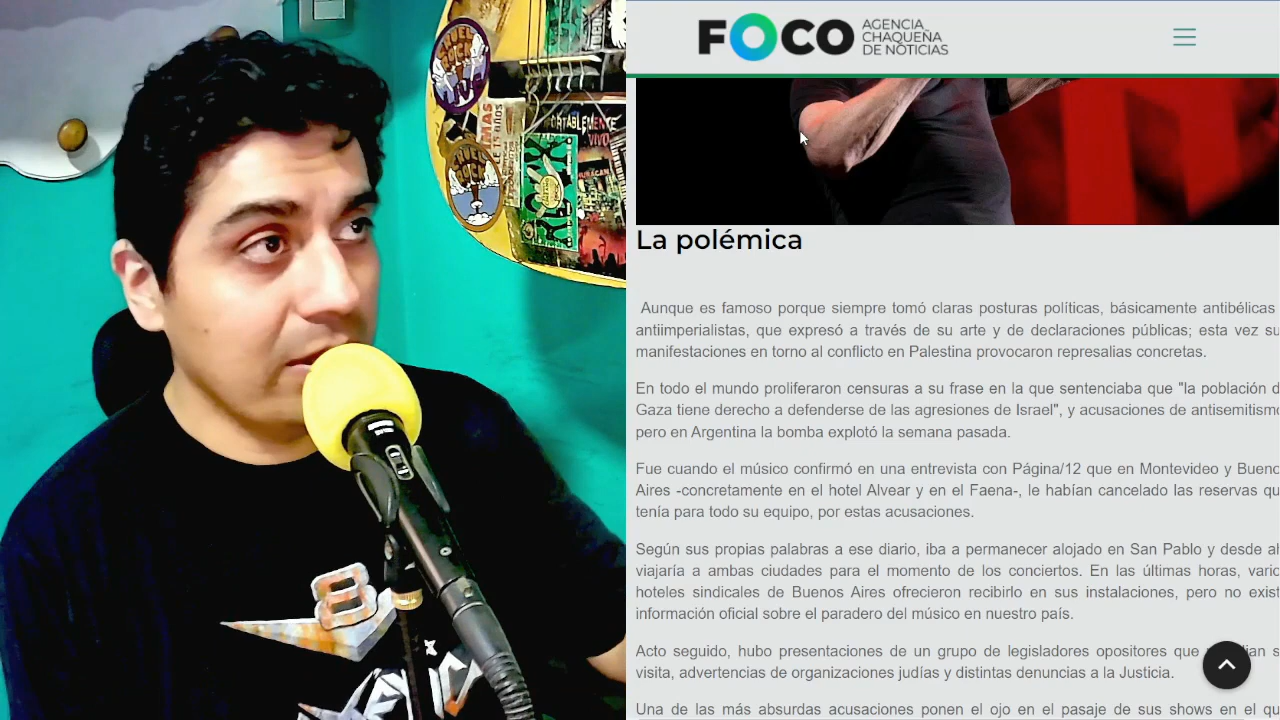 FOCO
AGENCIA
CHAQUEÑA
DE NOTICIAS
CRUEL
ROCK
CRUEL
ROCK
VIVO
La polémica
Aunque es famoso porque siempre tomó claras posturas políticas, básicamente antibélicas
antiimperialistas, que expresó a través de su arte y de declaraciones públicas; esta vez su
manifestaciones en torno al conflicto en Palestina provocaron represalias concretas.
En todo el mundo proliferaron censuras a su frase en la que sentenciaba que "la población d
Gaza tiene derecho a defenderse de las agresiones de Israel", y acusaciones de antisemitism
pero en Argentina la bomba explotó la semana pasada.
Fue cuando el músico confirmó en una entrevista con Página/12 que en Montevideo y Bueno
Aires -concretamente en el hotel Alvear y en el Faena-, le habían cancelado las reservas qu
tenía para todo su equipo, por estas acusaciones.
Según sus propias palabras a ese diario, iba a permanecer alojado en San Pablo y desde al
viajaría a ambas ciudades para el momento de los conciertos. En las últimas horas, vario
hoteles sindicales de Buenos Aires ofrecieron recibirlo en sus instalaciones, pero no exist
información oficial sobre el paradero del músico en nuestro país.
Acto seguido, hubo presentaciones de un grupo de legisladores opositores que s
visita, advertencias de organizaciones judías y distintas denuncias a la Justicia.
Una de las más absurdas acusaciones ponen el ojo en el pasaje de sus shows en el qu